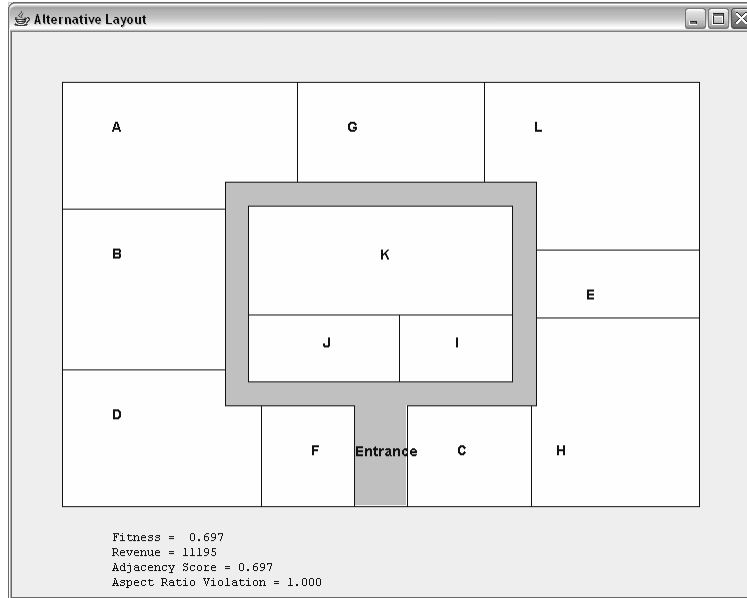 Alternative Layout
A
G
L
B
K
E
J
I
D
F
Entrance
C
H
Fitness = 0.697
Revenue = 11195
Adjacency Score = 0.697
Aspect Ratio Violation = 1.000